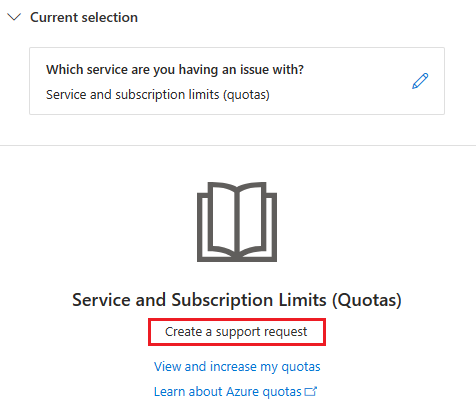 Current selection
Which service are you having an issue with?
Service and subscription limits (quotas)
Service and Subscription Limits (Quotas)
Create a support request
View and increase my quotas
Learn about Azure quotas